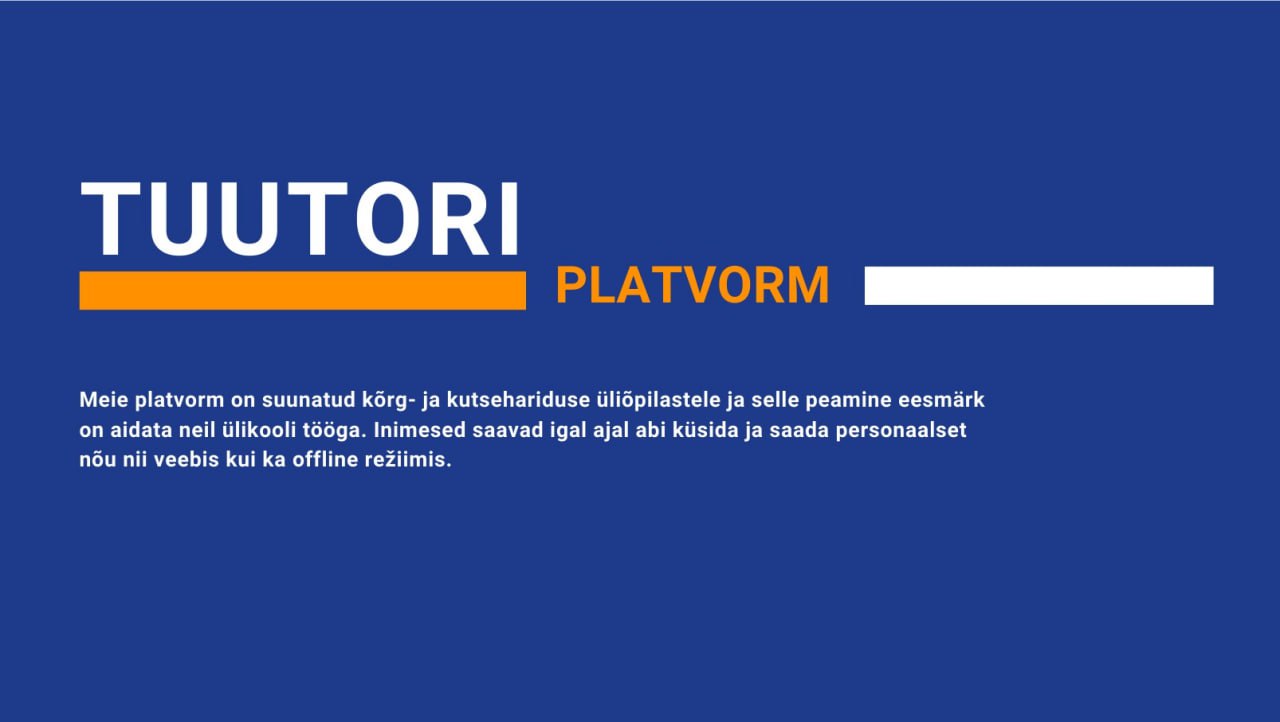 TUUTORI
PLATVORM
Meie platvorm on suunatud kõrg- ja kutsehariduse üliõpilastele ja selle peamine eesmärk
on aidata neil ülikooli tööga. Inimesed saavad igal ajal abi küsida ja saada personaalset
nõu nii veebis kui ka offline režiimis.